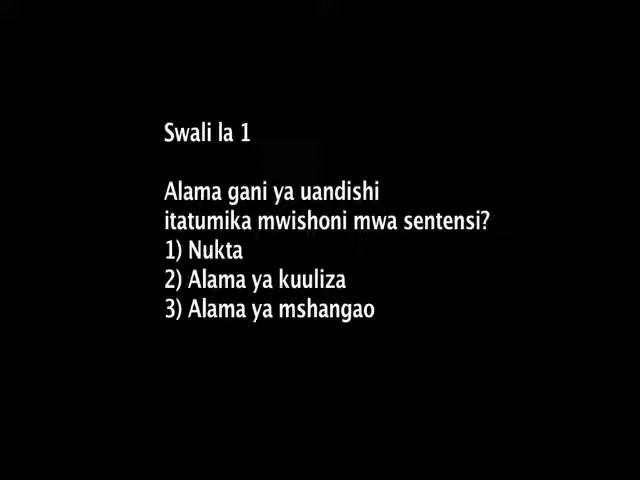 Swali la 1
Alama gani ya uandishi
itatumika mwishoni mwa sentensi?
1) Nukta
2) Alama ya kuuliza
3) Alama ya mshangao